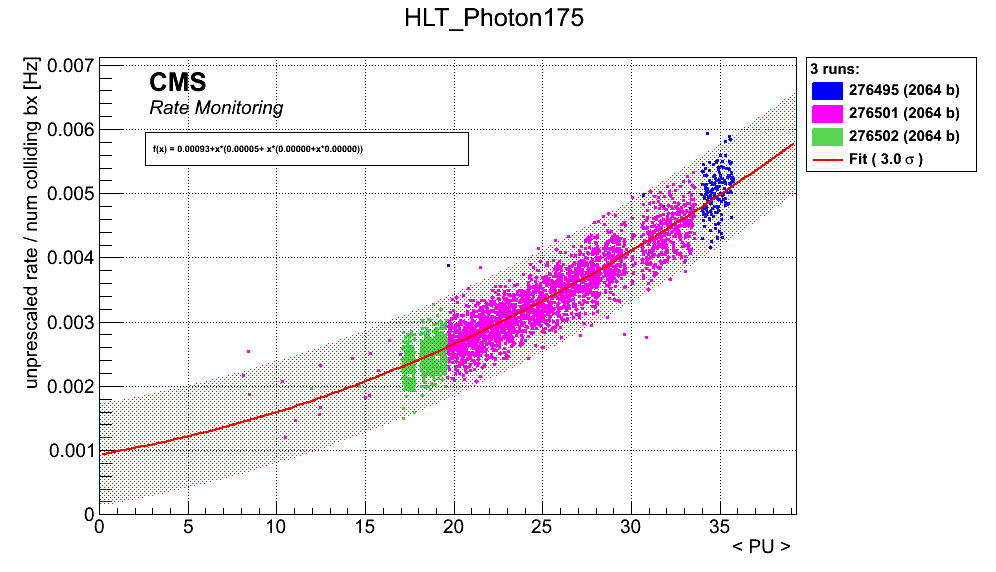 HLT_Photon175
unprescaled rate / num colliding bx [Hz]
0.007
0.006
0.005
0.004
0.003
0.002
0.001
0
CMS
Rate Monitoring
f(x) = 0.00093+x*(0.00005+ x*(0.00000+x*0.00000))
0 5 10 15 20 25 30 35
< PU >
3 runs:
276495 (2064 b)
276501 (2064 b)
276502 (2064 b)
Fit ( 3.0 σ )